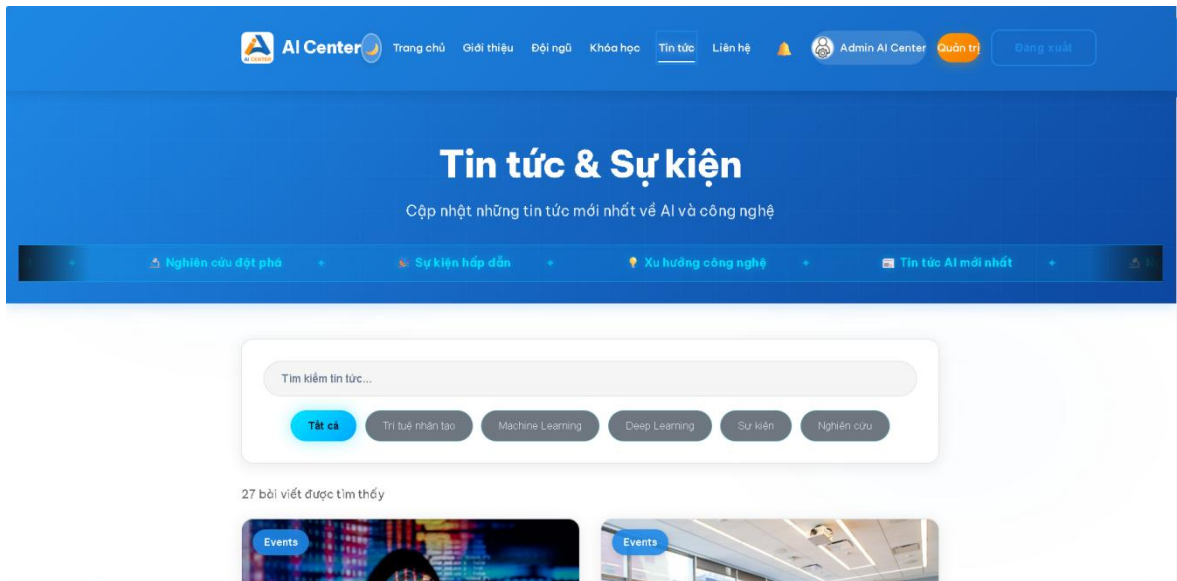 AI Center
AI CENTER
Trang chủ
Giới thiệu
Đội ngũ
Khóa học
Tin tức
Liên hệ
Admin AI Center
Quản trị
Đăng xuất
Tin tức & Sự kiện
Cập nhật những tin tức mới nhất về AI và công nghệ
Nghiên cứu đột phá
Sự kiện hấp dẫn
Xu hướng công nghệ
Tin tức AI mới nhất
Tìm kiếm tin tức...
Tất cả
Trí tuệ nhân tạo
Machine Learning
Deep Learning
Sự kiện
Nghiên cứu
27 bài viết được tìm thấy
Events
Events